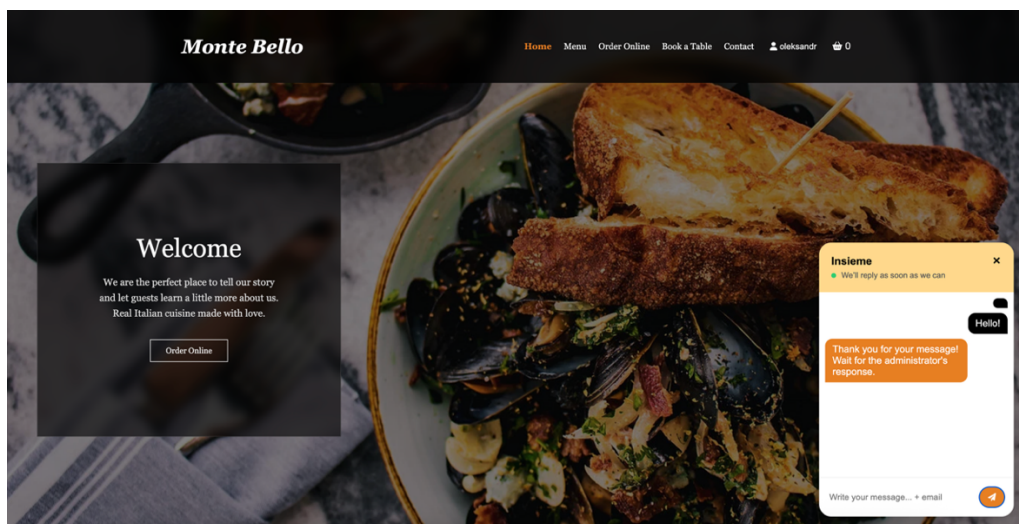 Monte Bello
Home Menu Order Online Book a Table Contact oleksandr 0
Welcome
We are the perfect place to tell our story
and let guests learn a little more about us.
Real Italian cuisine made with love.
Order Online
Insieme
We'll reply as soon as we can
Hello!
Thank you for your message!
Wait for the administrator's
response.
Write your message... + email